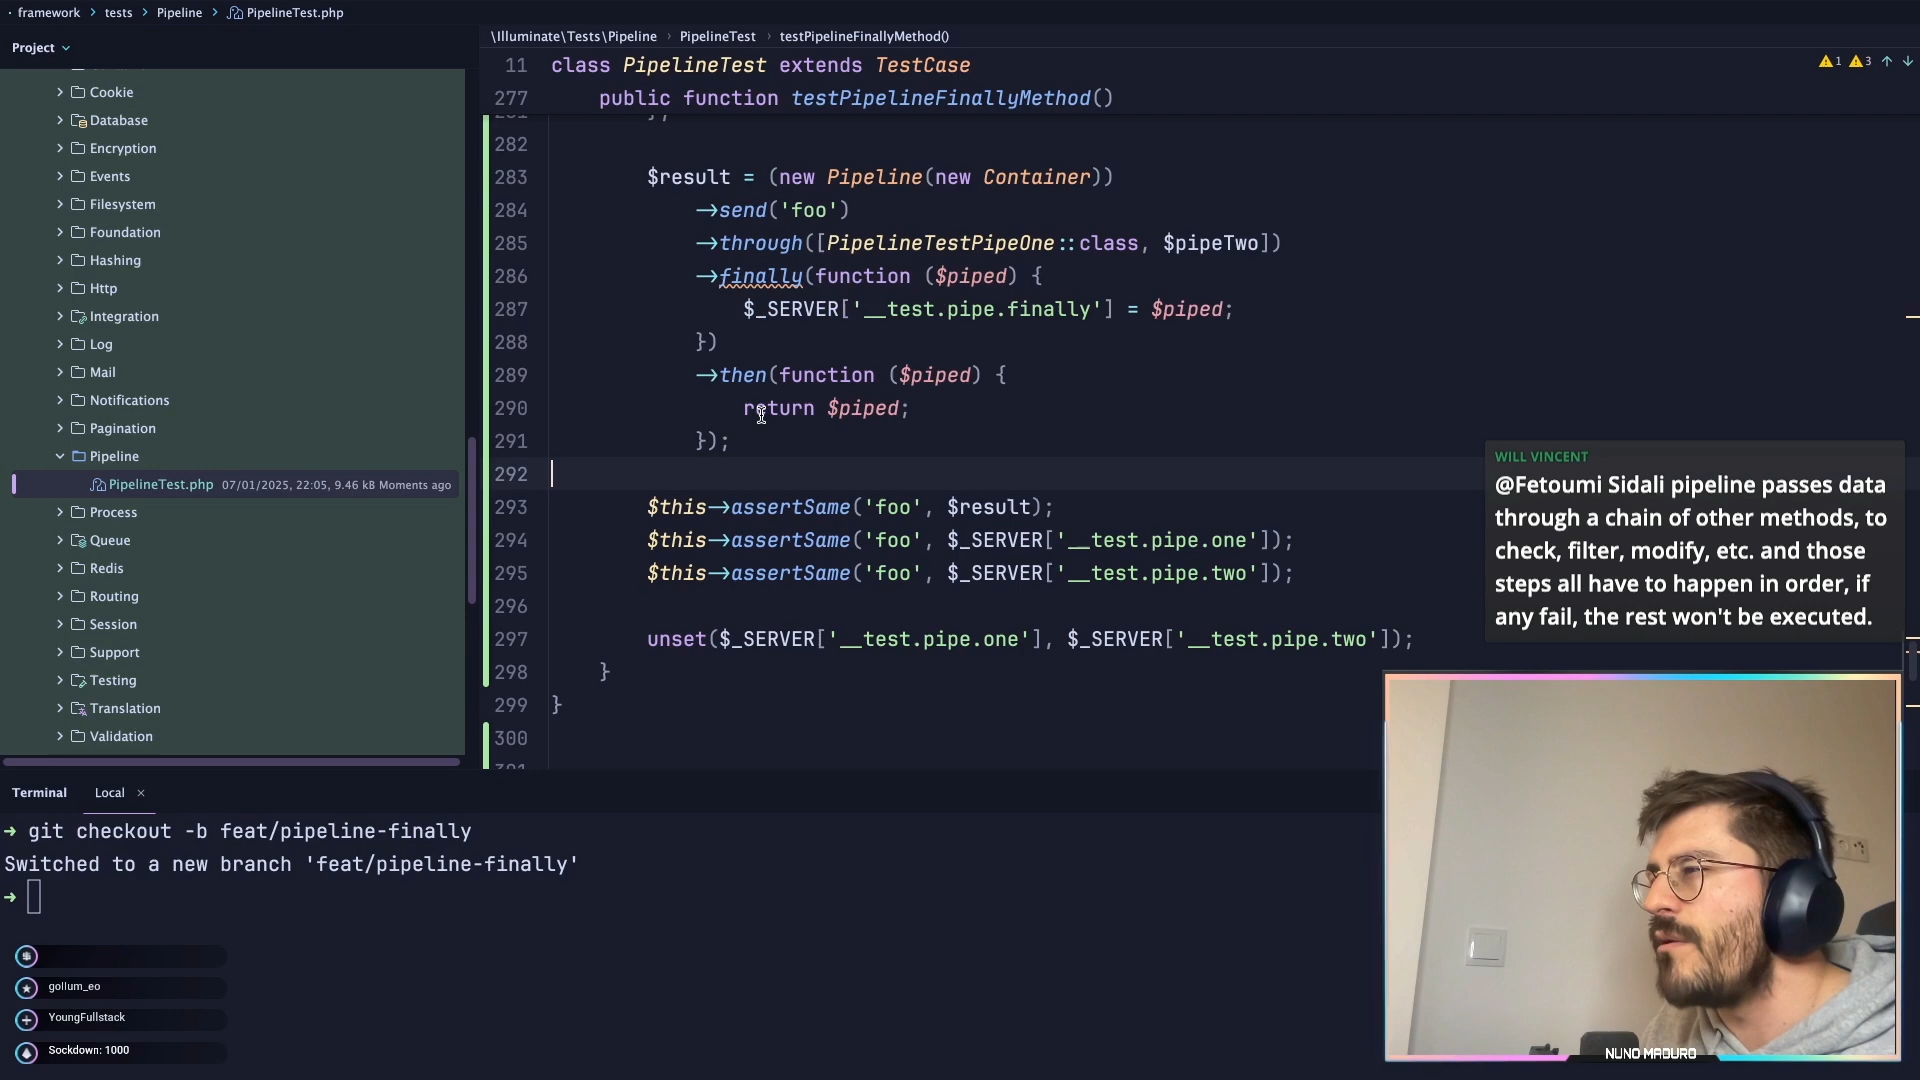 framework > tests > Pipeline > PipelineTest.php
Project
Cookie
Database
Encryption
Events
Filesystem
Foundation
Hashing
Http
Integration
Log
Mail
Notifications
Pagination
Pipeline
PipelineTest.php 07/01/2025, 22:05, 9.46 kB Moments ago
Process
Queue
Redis
Routing
Session
Support
Testing
Translation
Validation
\Illuminate\Tests\Pipeline > PipelineTest > testPipelineFinallyMethod()
1 3
11 class PipelineTest extends TestCase
277 public function testPipelineFinallyMethod()
282
283 $result = (new Pipeline(new Container))
284 ->send('foo')
285 ->through([PipelineTestPipeOne::class, $pipeTwo])
286 ->finally(function ($piped) {
287 $_SERVER['__test.pipe.finally'] = $piped;
288 })
289 ->then(function ($piped) {
290 return $piped;
291 });
292
293 $this->assertSame('foo', $result);
294 $this->assertSame('foo', $_SERVER['__test.pipe.one']);
295 $this->assertSame('foo', $_SERVER['__test.pipe.two']);
296
297 unset($_SERVER['__test.pipe.one'], $_SERVER['__test.pipe.two']);
298 }
299 }
300
WILL VINCENT
@Fetoumi Sidali pipeline passes data
through a chain of other methods, to
check, filter, modify, etc. and those
steps all have to happen in order, if
any fail, the rest won't be executed.
Terminal Local ×
➜ git checkout -b feat/pipeline-finally
Switched to a new branch 'feat/pipeline-finally'
➜
gollum_eo
YoungFullstack
Sockdown: 1000
NUNO MADURO